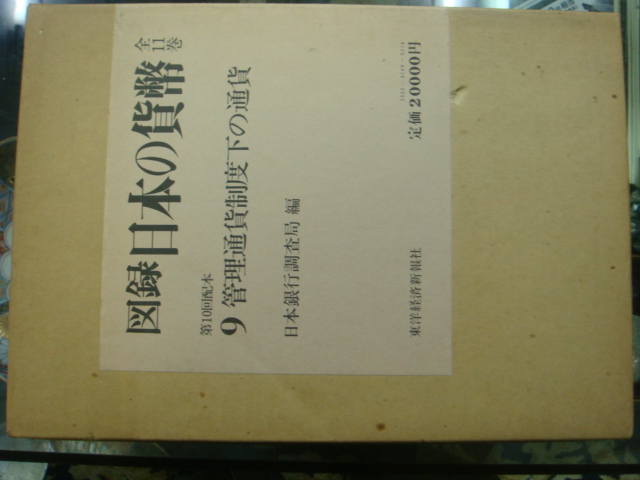 図録 日本の貨幣 全11巻
第10回配本
9 管理通貨制度下の通貨
日本銀行調査局 編
定価20000円
東洋経済新報社